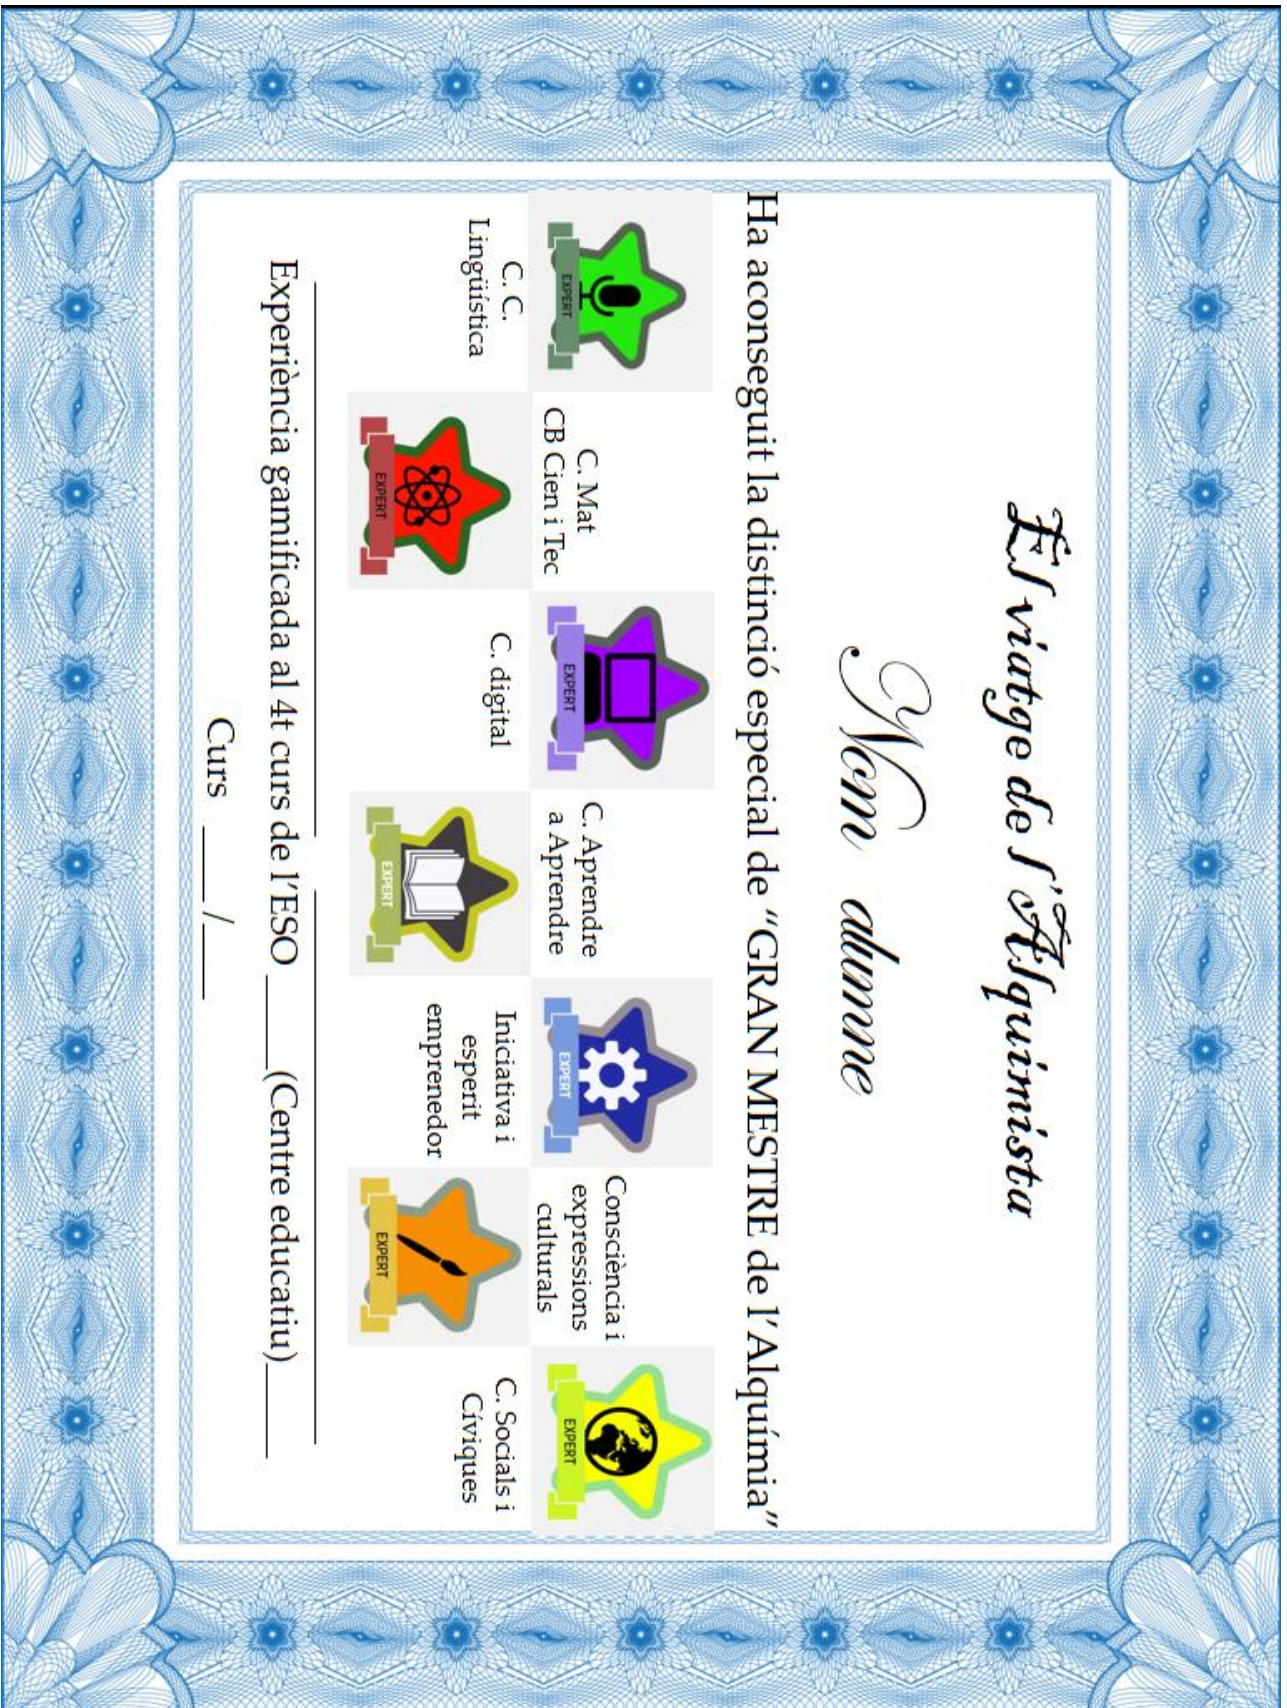 El viatge de l'Alquimista
Nom alumne
Ha aconseguit la distinció especial de “GRAN MESTRE de l’Alquímia”
EXPERT
C. C.
Lingüística
C. Mat
CB Cien i Tec
EXPERT
EXPERT
C. digital
C. Aprendre
a Aprendre
EXPERT
EXPERT
Iniciativa i
esperit
emprenedor
Consciència i
expressions
culturals
EXPERT
EXPERT
C. Socials i
Cíviques
Experiència gamificada al 4t curs de l’ESO _____(Centre educatiu)_____
Curs ____/____